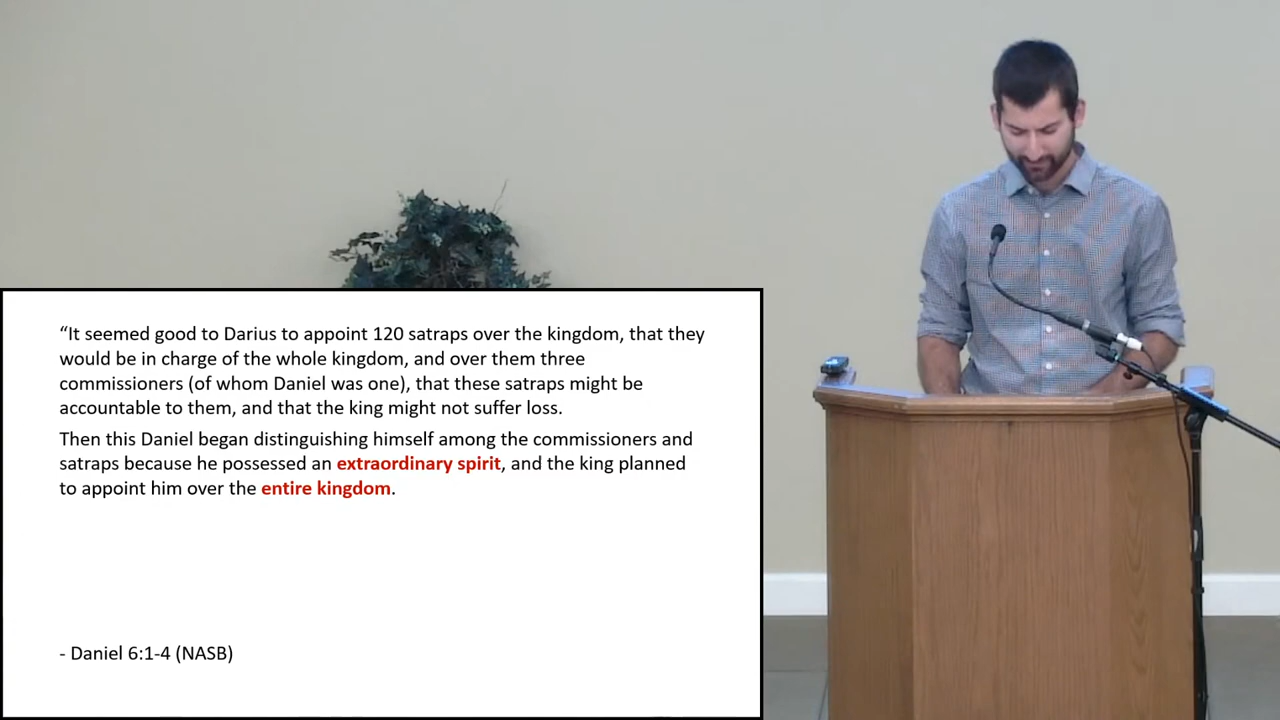 “It seemed good to Darius to appoint 120 satraps over the kingdom, that they
would be in charge of the whole kingdom, and over them three
commissioners (of whom Daniel was one), that these satraps might be
accountable to them, and that the king might not suffer loss.
Then this Daniel began distinguishing himself among the commissioners and
satraps because he possessed an extraordinary spirit, and the king planned
to appoint him over the entire kingdom.
- Daniel 6:1-4 (NASB)